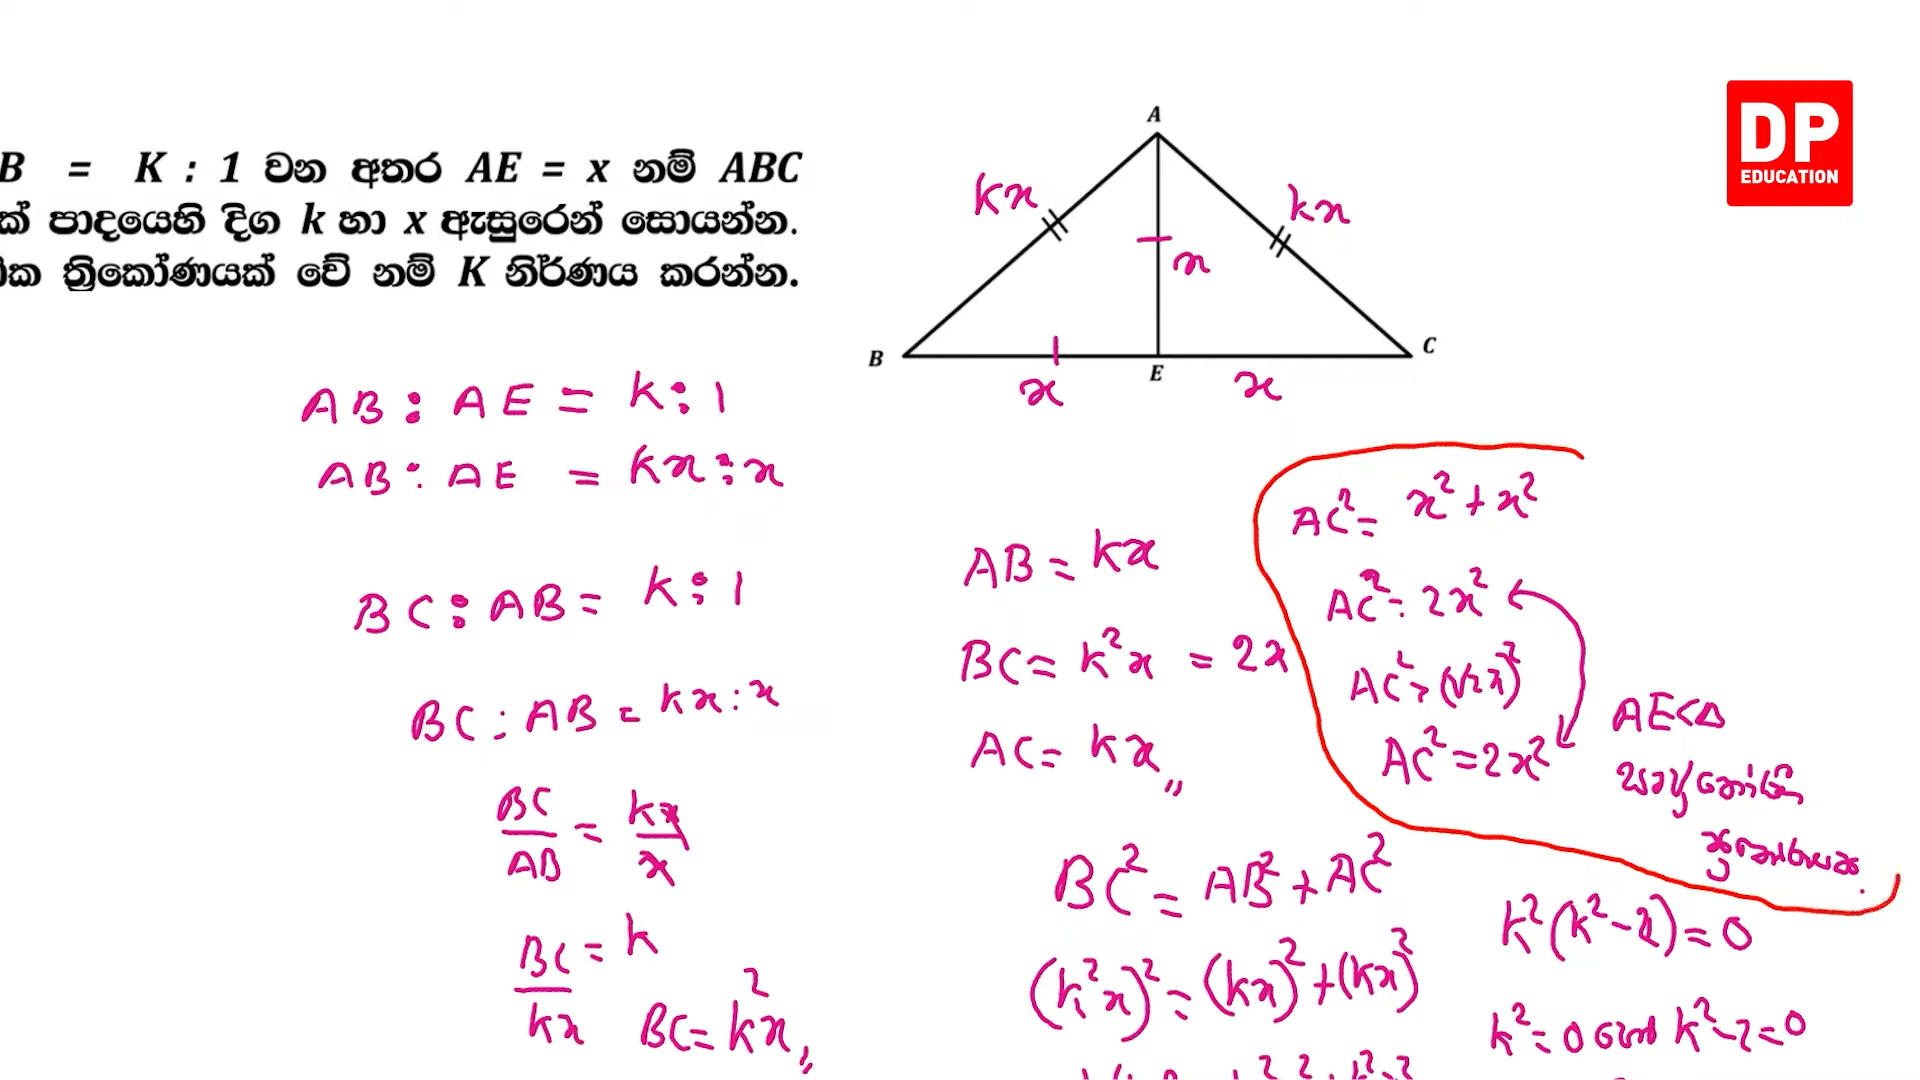 B = K : 1 වන අතර AE = x නම් ABC
ක් පාදයෙහි දිග k හා x ඇසුරෙන් සොයන්න.
ික ත්‍රිකෝණයක් වේ නම් K නිර්ණය කරන්න.
DP
EDUCATION
A
kx
kx
x
B
E
C
x
x
AB : AE = k : 1
AB : AE = kx : x
BC : AB = k : 1
BC : AB = kx : x
BC/AB = kx/x
BC/kx = k
BC = k²x,,
AB = kx
BC = k²x = 2x
AC = kx,,
AC² = x² + x²
AC² = 2x²
AC² = (√2x)²
AC² = 2x²
BC² = AB² + AC²
(k²x)² = (kx)² + (kx)²
k²(k²-2) = 0
k² = 0 හෝ k²-2 = 0